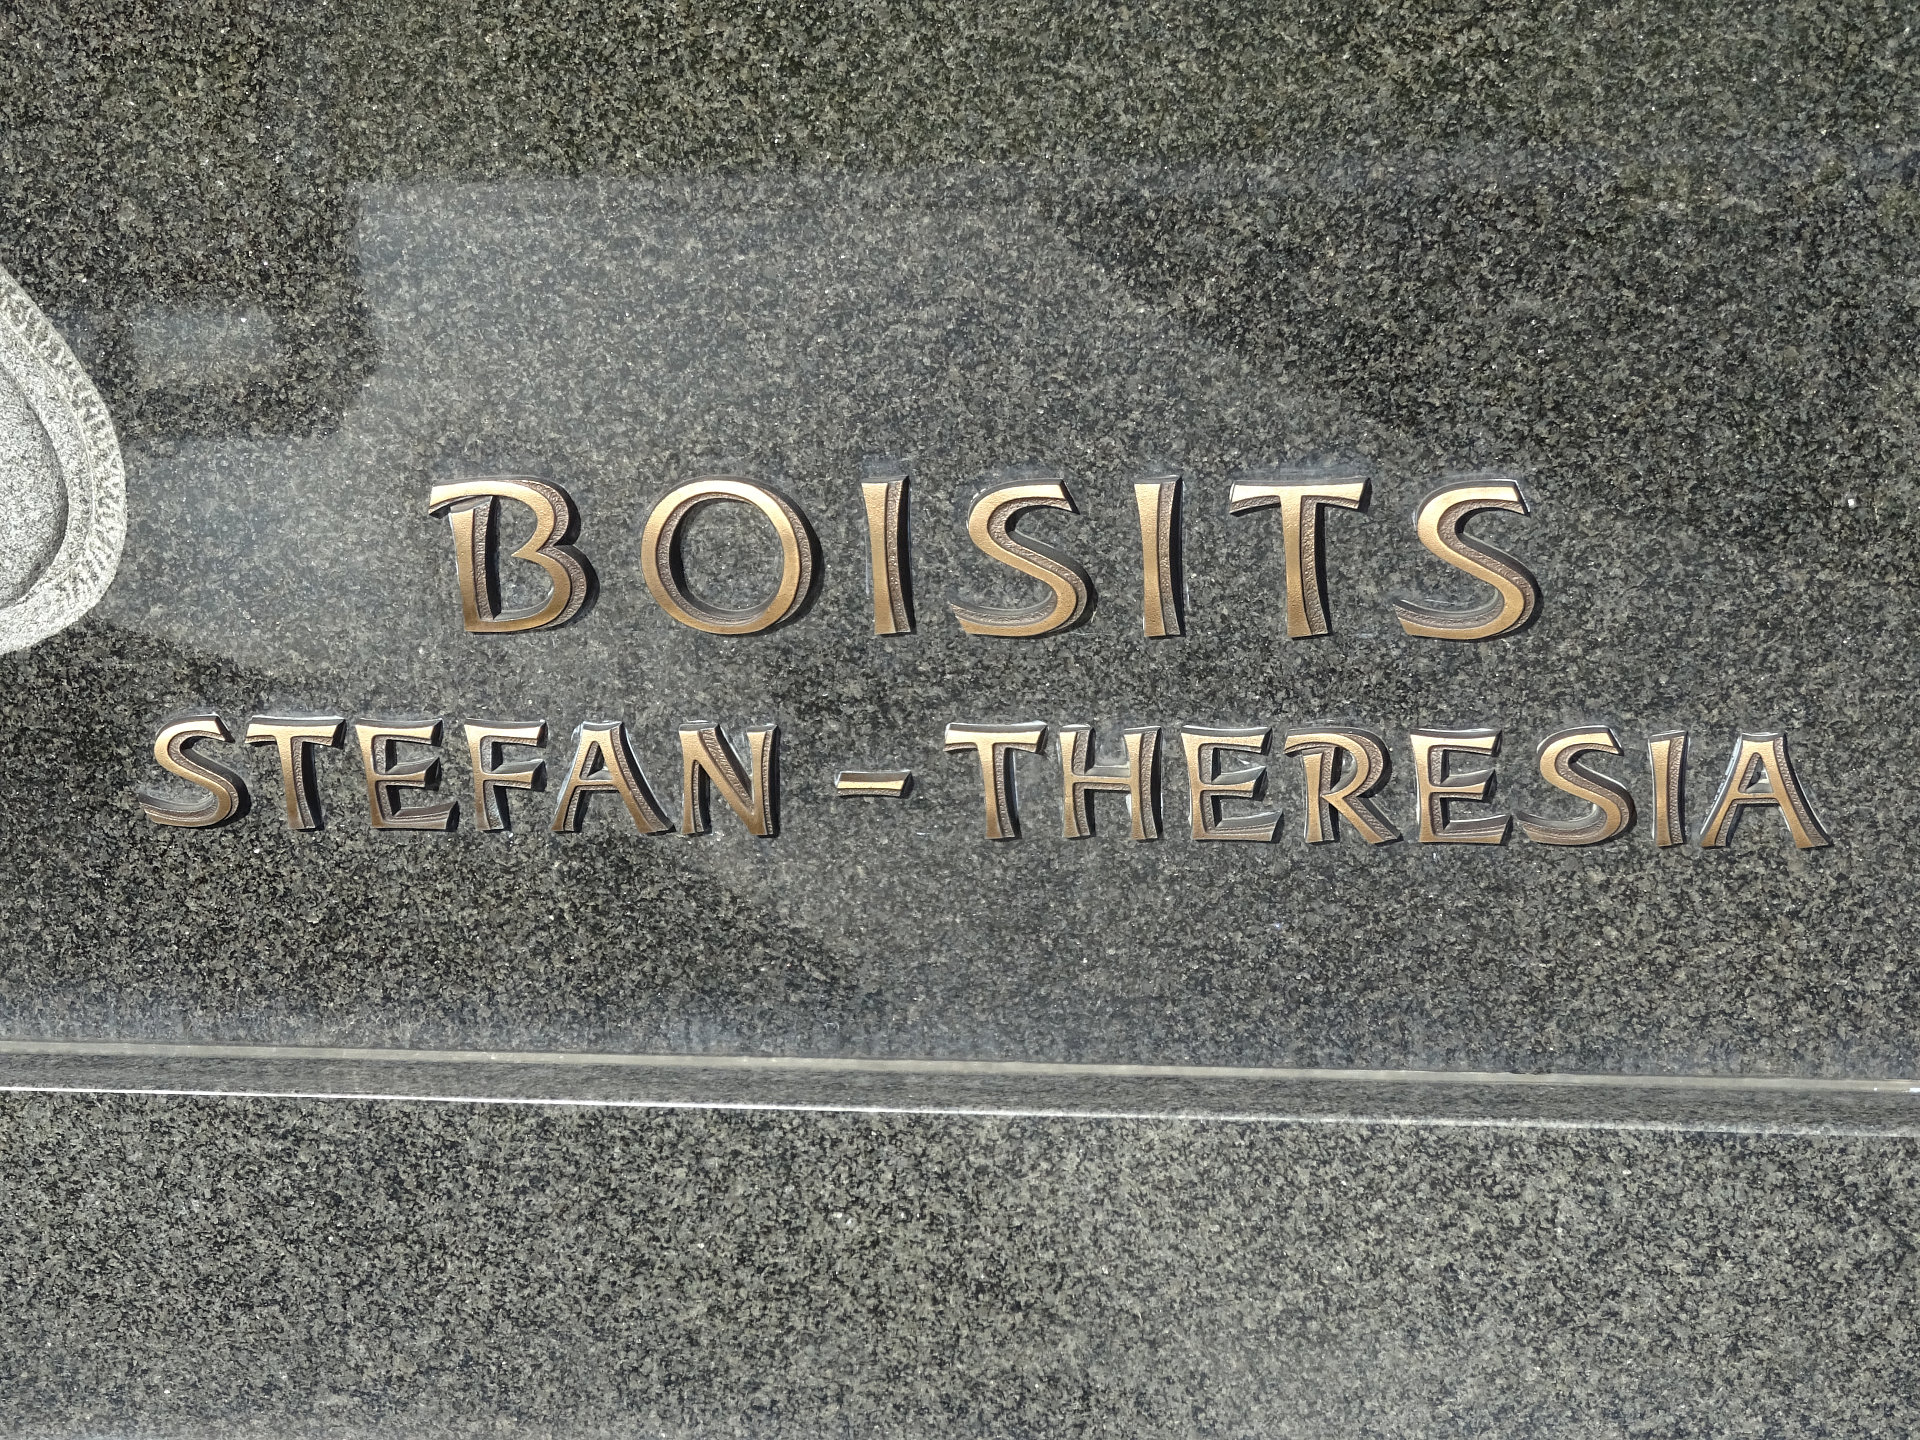 BOISITS
STEFAN – THERESIA